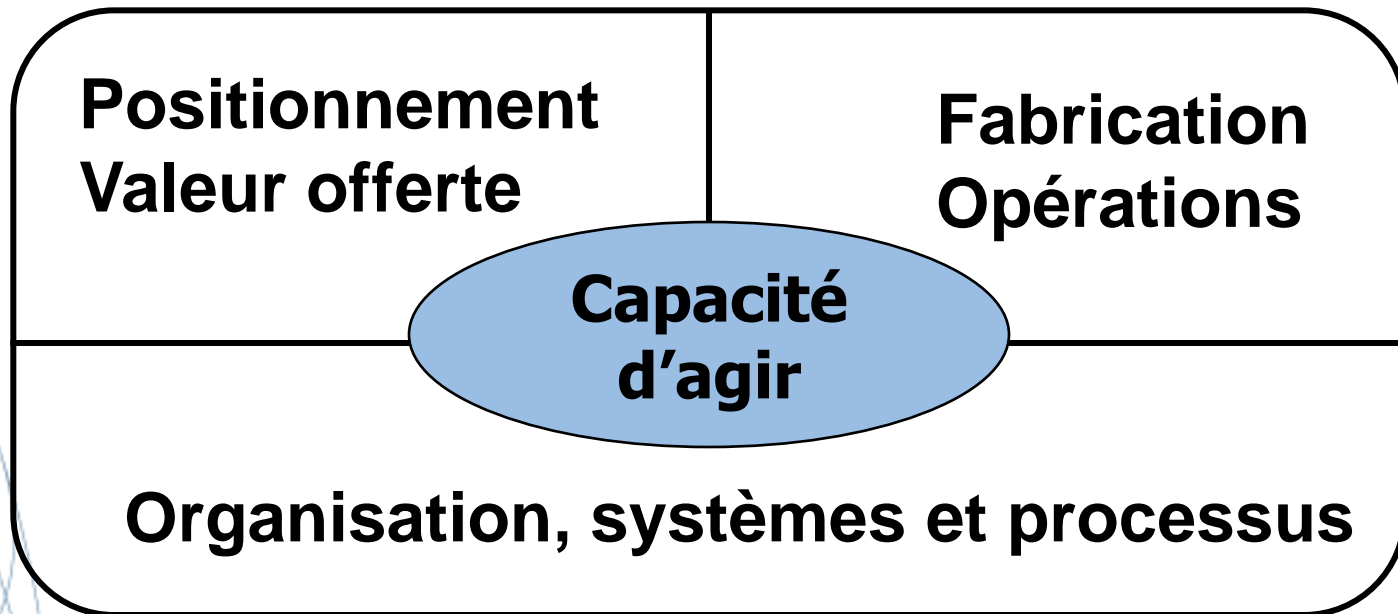 Positionnement
Valeur offerte
Fabrication
Opérations
Capacité
d’agir
Organisation, systèmes et processus